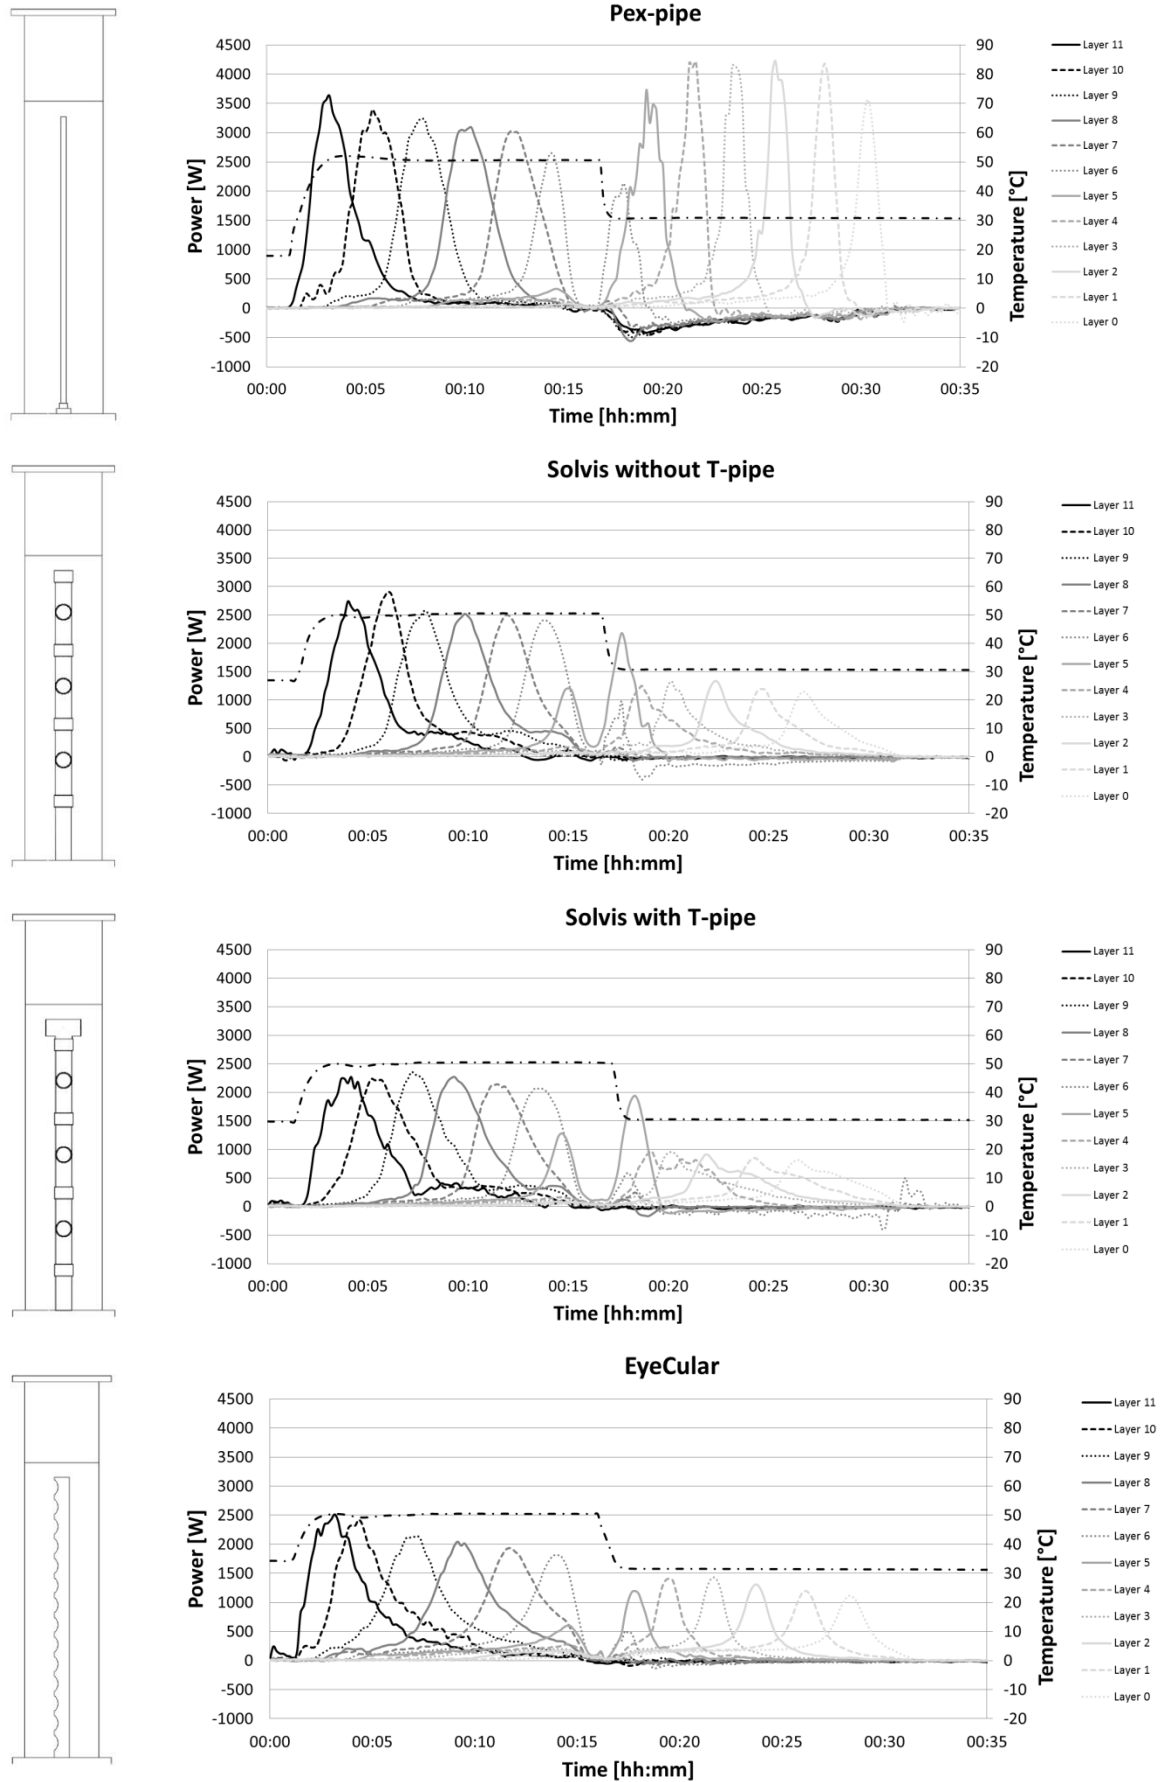 Pex-pipe
4500
4000
3500
3000
2500
2000
1500
1000
500
0
-500
-1000
Power [W]
90
80
70
60
50
40
30
20
10
0
-10
-20
Temperature [°C]
00:00 00:05 00:10 00:15 00:20 00:25 00:30 00:35
Time [hh:mm]
Layer 11
Layer 10
Layer 9
Layer 8
Layer 7
Layer 6
Layer 5
Layer 4
Layer 3
Layer 2
Layer 1
Layer 0
Solvis without T-pipe
4500
4000
3500
3000
2500
2000
1500
1000
500
0
-500
-1000
Power [W]
90
80
70
60
50
40
30
20
10
0
-10
-20
Temperature [°C]
00:00 00:05 00:10 00:15 00:20 00:25 00:30 00:35
Time [hh:mm]
Layer 11
Layer 10
Layer 9
Layer 8
Layer 7
Layer 6
Layer 5
Layer 4
Layer 3
Layer 2
Layer 1
Layer 0
Solvis with T-pipe
4500
4000
3500
3000
2500
2000
1500
1000
500
0
-500
-1000
Power [W]
90
80
70
60
50
40
30
20
10
0
-10
-20
Temperature [°C]
00:00 00:05 00:10 00:15 00:20 00:25 00:30 00:35
Time [hh:mm]
Layer 11
Layer 10
Layer 9
Layer 8
Layer 7
Layer 6
Layer 5
Layer 4
Layer 3
Layer 2
Layer 1
Layer 0
EyeCular
4500
4000
3500
3000
2500
2000
1500
1000
500
0
-500
-1000
Power [W]
90
80
70
60
50
40
30
20
10
0
-10
-20
Temperature [°C]
00:00 00:05 00:10 00:15 00:20 00:25 00:30 00:35
Time [hh:mm]
Layer 11
Layer 10
Layer 9
Layer 8
Layer 7
Layer 6
Layer 5
Layer 4
Layer 3
Layer 2
Layer 1
Layer 0